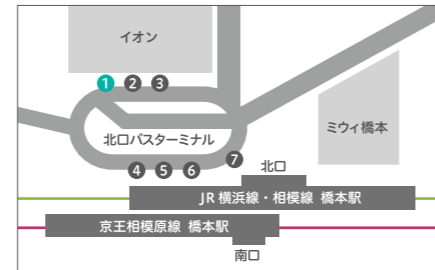 イオン
1 2 3
北口バスターミナル
ミウィ橋本
4 5 6 7
北口
JR横浜線・相模線 橋本駅
京王相模原線 橋本駅
南口